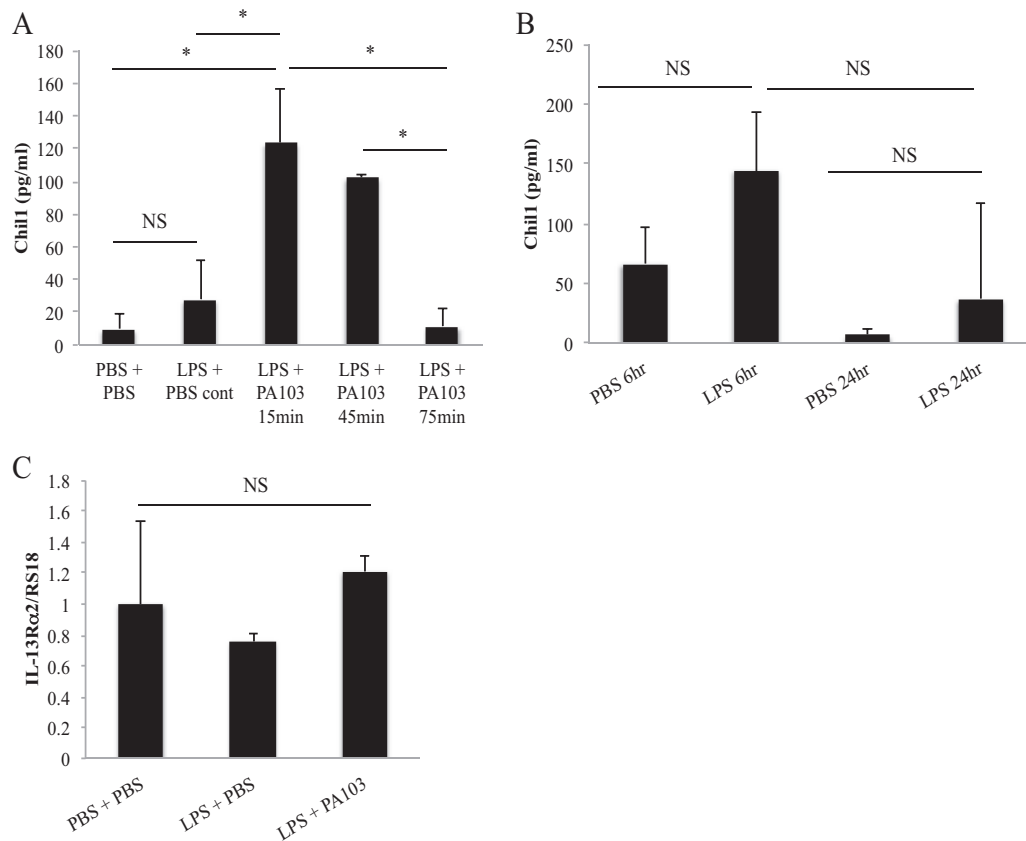 A
*
*
*
*
NS
Chil1 (pg/ml)
180
160
140
120
100
80
60
40
20
0
PBS +
PBS
LPS +
PBS cont
LPS +
PA103
15min
LPS +
PA103
45min
LPS +
PA103
75min
B
NS
NS
NS
Chil1 (pg/ml)
250
200
150
100
50
0
PBS 6hr
LPS 6hr
PBS 24hr
LPS 24hr
C
NS
IL-13Rα2/RS18
1.8
1.6
1.4
1.2
1
0.8
0.6
0.4
0.2
0
PBS + PBS
LPS + PBS
LPS + PA103